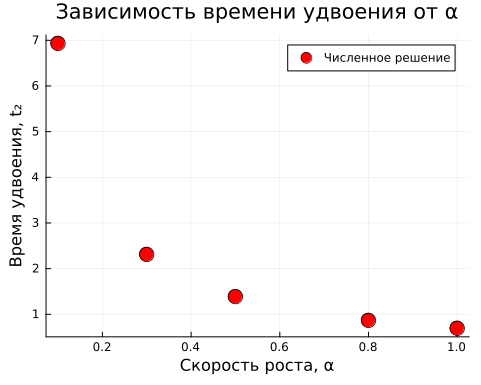 Зависимость времени удвоения от α
Численное решение
Время удвоения, t₂
7
6
5
4
3
2
1
0.2 0.4 0.6 0.8 1.0
Скорость роста, α